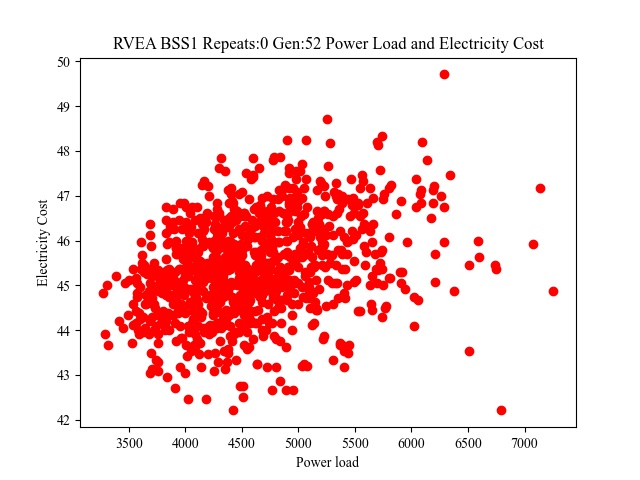 RVEA BSS1 Repeats:0 Gen:52 Power Load and Electricity Cost
50
49
48
47
46
45
44
43
42
Electricity Cost
3500 4000 4500 5000 5500 6000 6500 7000
Power load